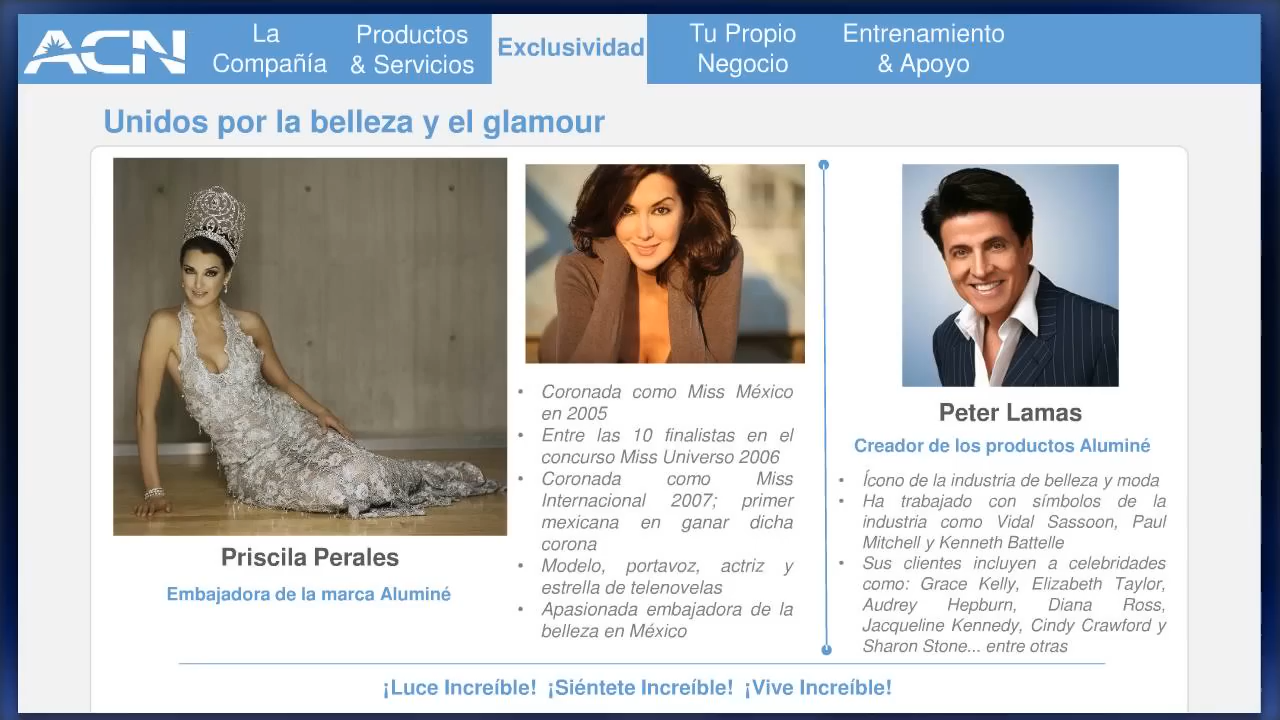 ACN
La
Compañía
Productos
& Servicios
Exclusividad
Tu Propio
Negocio
Entrenamiento
& Apoyo
Unidos por la belleza y el glamour
Priscila Perales
Embajadora de la marca Aluminé
• Coronada como Miss México
en 2005
• Entre las 10 finalistas en el
concurso Miss Universo 2006
• Coronada como Miss
Internacional 2007; primer
mexicana en ganar dicha
corona
• Modelo, portavoz, actriz y
estrella de telenovelas
• Apasionada embajadora de la
belleza en México
Peter Lamas
Creador de los productos Aluminé
• Ícono de la industria de belleza y moda
• Ha trabajado con símbolos de la
industria como Vidal Sassoon, Paul
Mitchell y Kenneth Battelle
• Sus clientes incluyen a celebridades
como: Grace Kelly, Elizabeth Taylor,
Audrey Hepburn, Diana Ross,
Jacqueline Kennedy, Cindy Crawford y
Sharon Stone... entre otras
¡Luce Increíble! ¡Siéntete Increíble! ¡Vive Increíble!